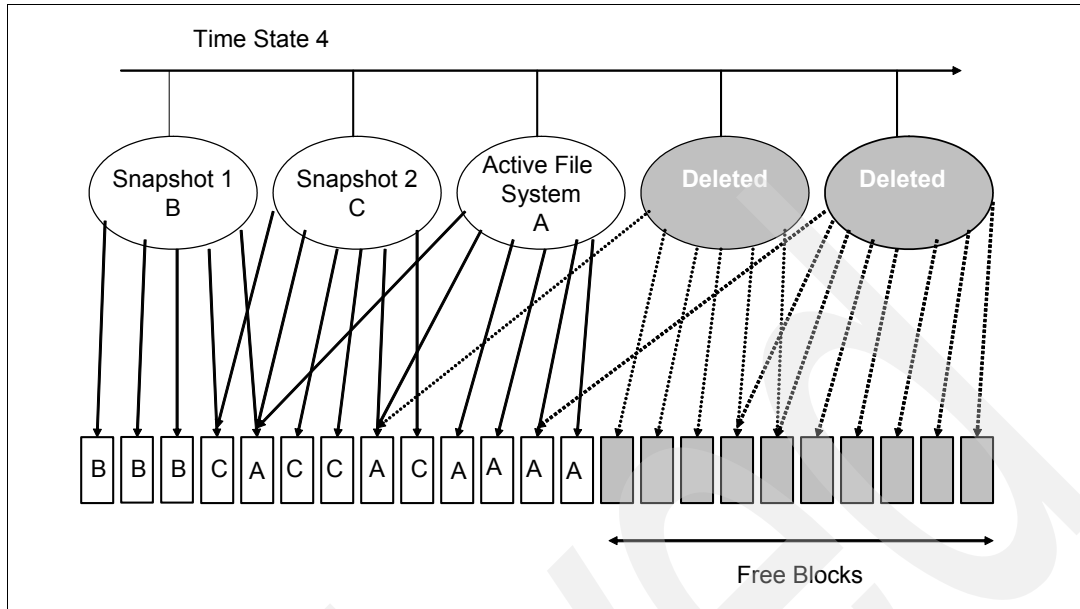 Time State 4
Snapshot 1
B
Snapshot 2
C
Active File
System
A
Deleted
Deleted
B B B C A C C A C A A A A
Free Blocks